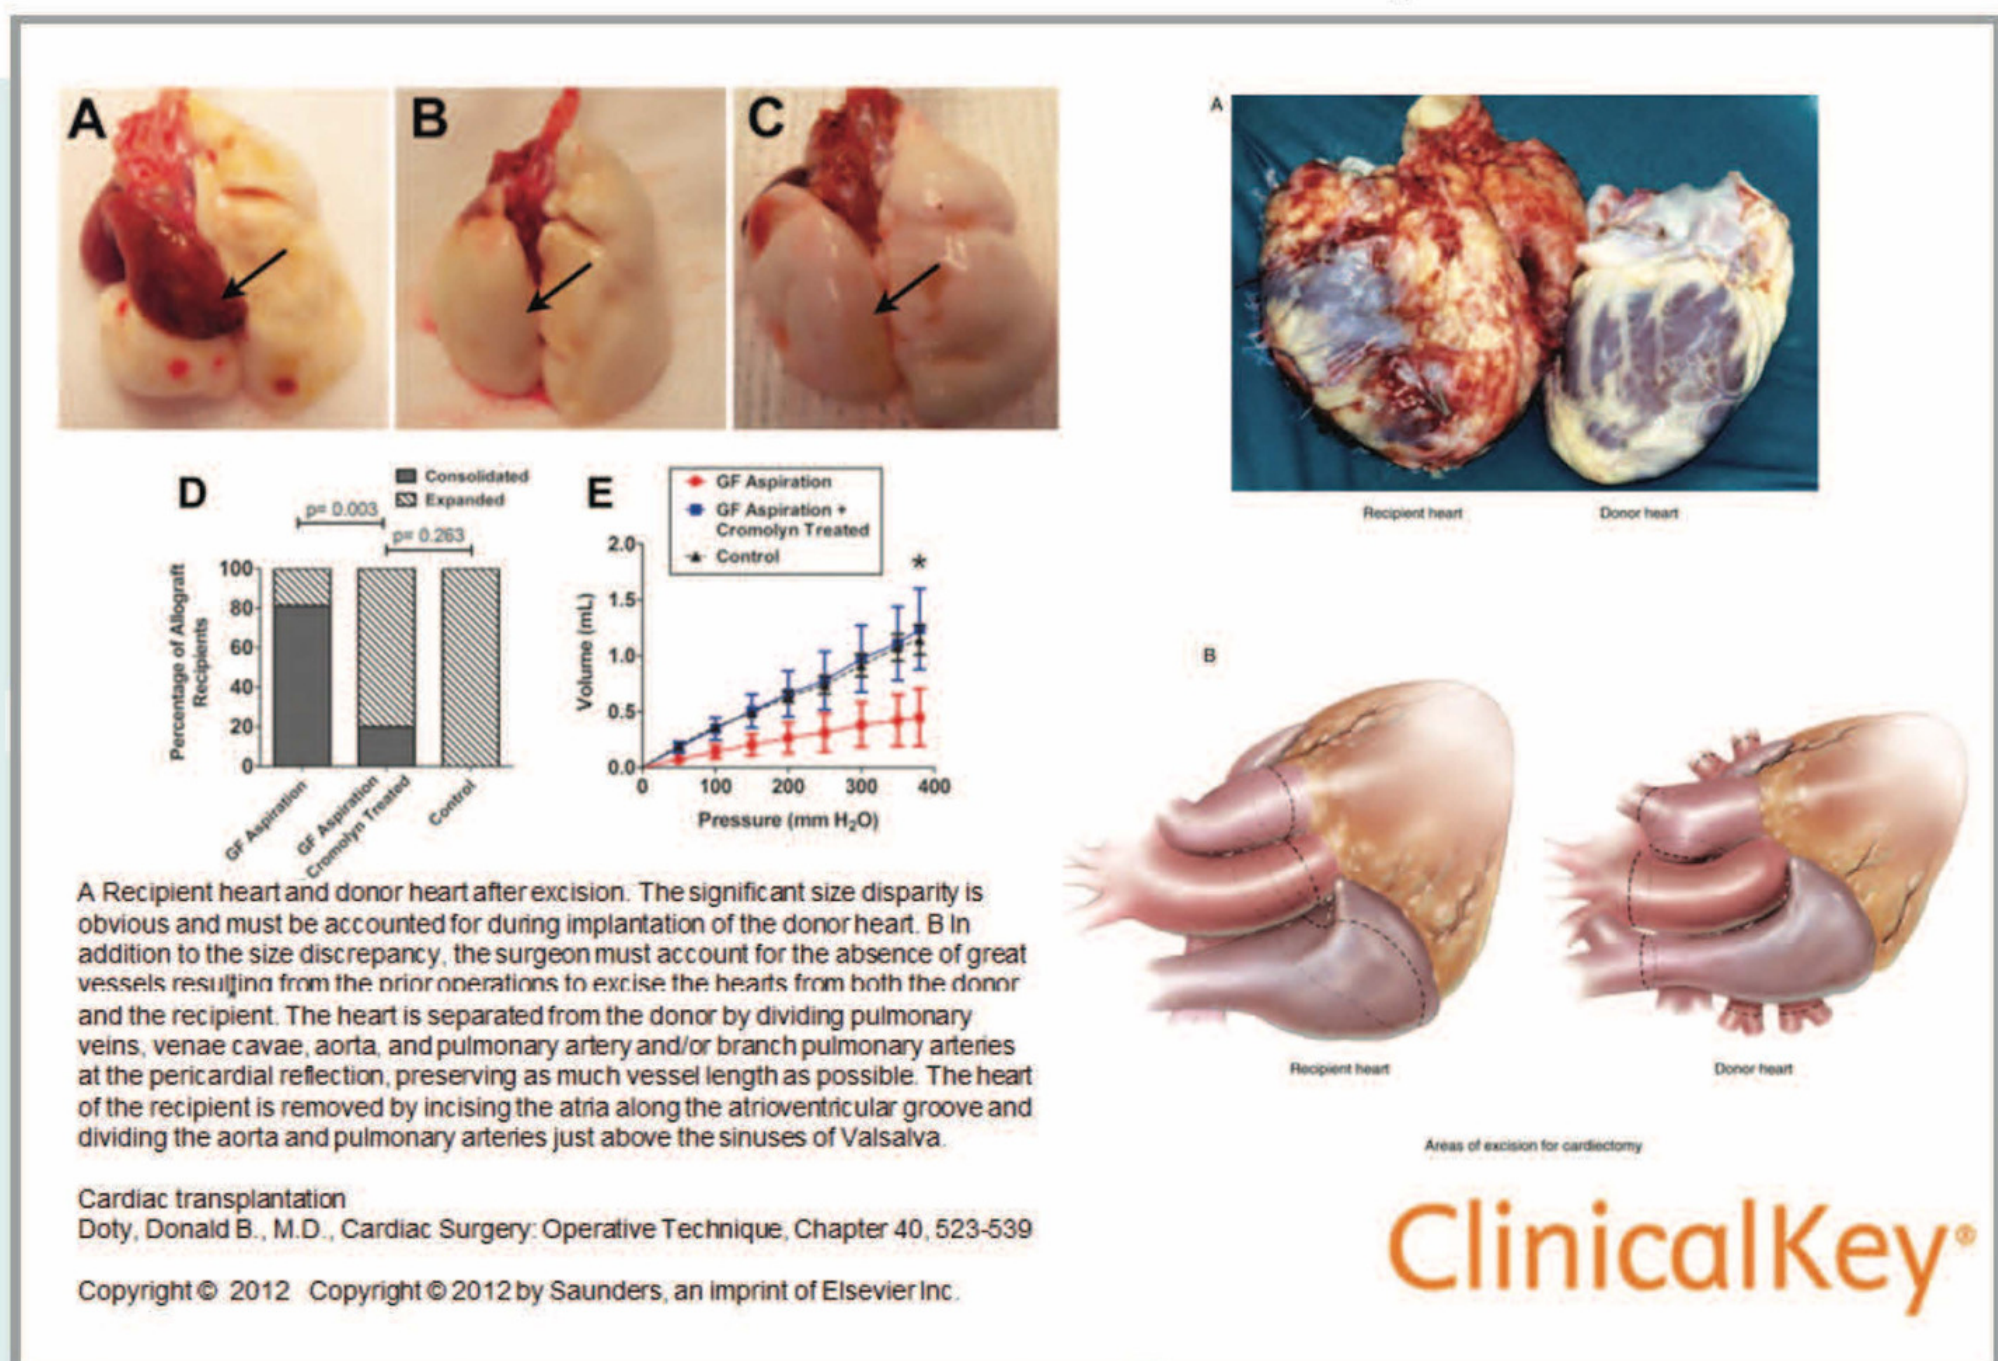 A
B
C
D
Consolidated
Expanded
p= 0.003
p= 0.263
Percentage of Allograft
Recipients
100
80
60
40
20
0
GF Aspiration
GF Aspiration
Cromolyn Treated
Control
E
GF Aspiration
GF Aspiration +
Cromolyn Treated
Control
*
Volume (mL)
2.0
1.5
1.0
0.5
0.0
0
100
200
300
400
Pressure (mm H₂O)
A Recipient heart and donor heart after excision. The significant size disparity is
obvious and must be accounted for during implantation of the donor heart. B In
addition to the size discrepancy, the surgeon must account for the absence of great
vessels resulting from the prior operations to excise the hearts from both the donor
and the recipient. The heart is separated from the donor by dividing pulmonary
veins, venae cavae, aorta, and pulmonary artery and/or branch pulmonary arteries
at the pericardial reflection, preserving as much vessel length as possible. The heart
of the recipient is removed by incising the atria along the atrioventricular groove and
dividing the aorta and pulmonary arteries just above the sinuses of Valsalva.
Cardiac transplantation
Doty, Donald B., M.D., Cardiac Surgery: Operative Technique, Chapter 40, 523-539
Copyright © 2012 Copyright © 2012 by Saunders, an imprint of Elsevier Inc.
A
Recipient heart
Donor heart
B
Recipient heart
Donor heart
Areas of excision for cardiectomy
ClinicalKey®